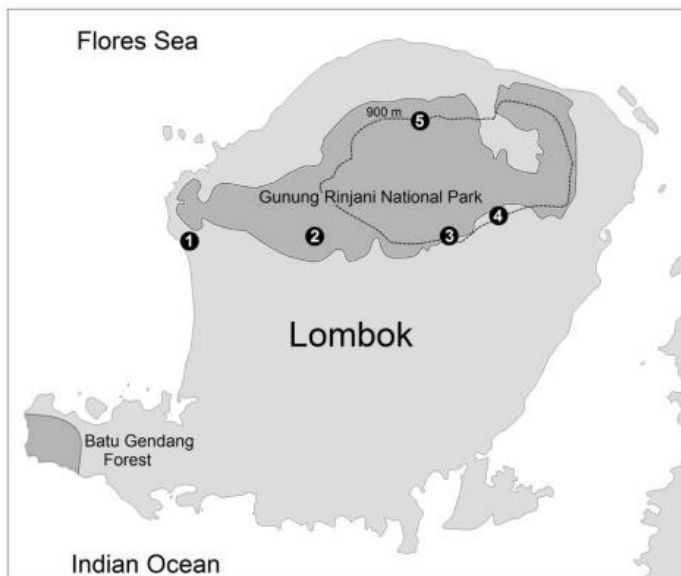 Flores Sea
900 m
5
Gunung Rinjani National Park
4
1
2
3
Lombok
Batu Gendang
Forest
Indian Ocean